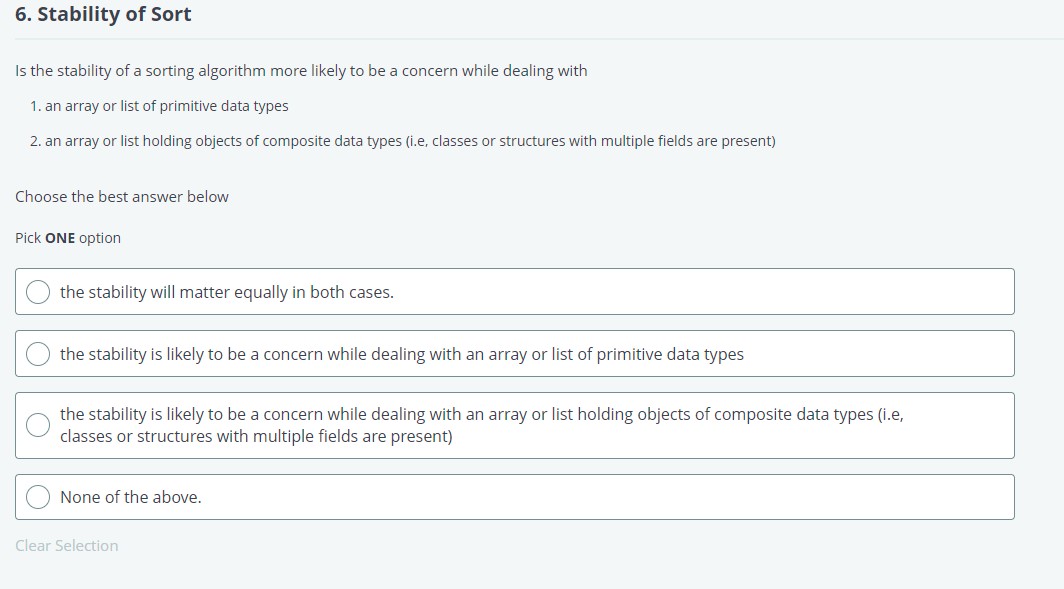 6. Stability of Sort
Is the stability of a sorting algorithm more likely to be a concern while dealing with
1. an array or list of primitive data types
2. an array or list holding objects of composite data types (i.e, classes or structures with multiple fields are present)
Choose the best answer below
Pick ONE option
the stability will matter equally in both cases.
the stability is likely to be a concern while dealing with an array or list of primitive data types
the stability is likely to be a concern while dealing with an array or list holding objects of composite data types (i.e,
classes or structures with multiple fields are present)
None of the above.
Clear Selection